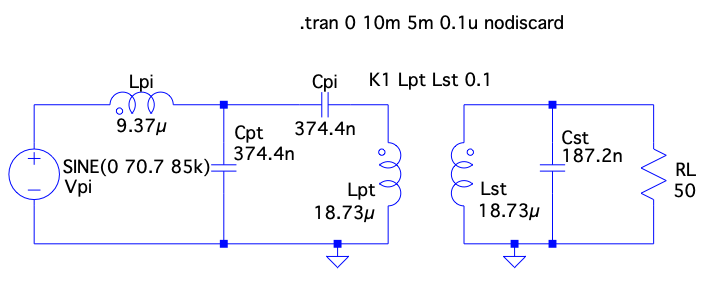 .tran 0 10m 5m 0.1u nodiscard
Lpi
9.37µ
Cpi
374.4n
K1 Lpt Lst 0.1
Cpt
374.4n
SINE(0 70.7 85k)
Vpi
Lpt
18.73µ
Lst
18.73µ
Cst
187.2n
RL
50